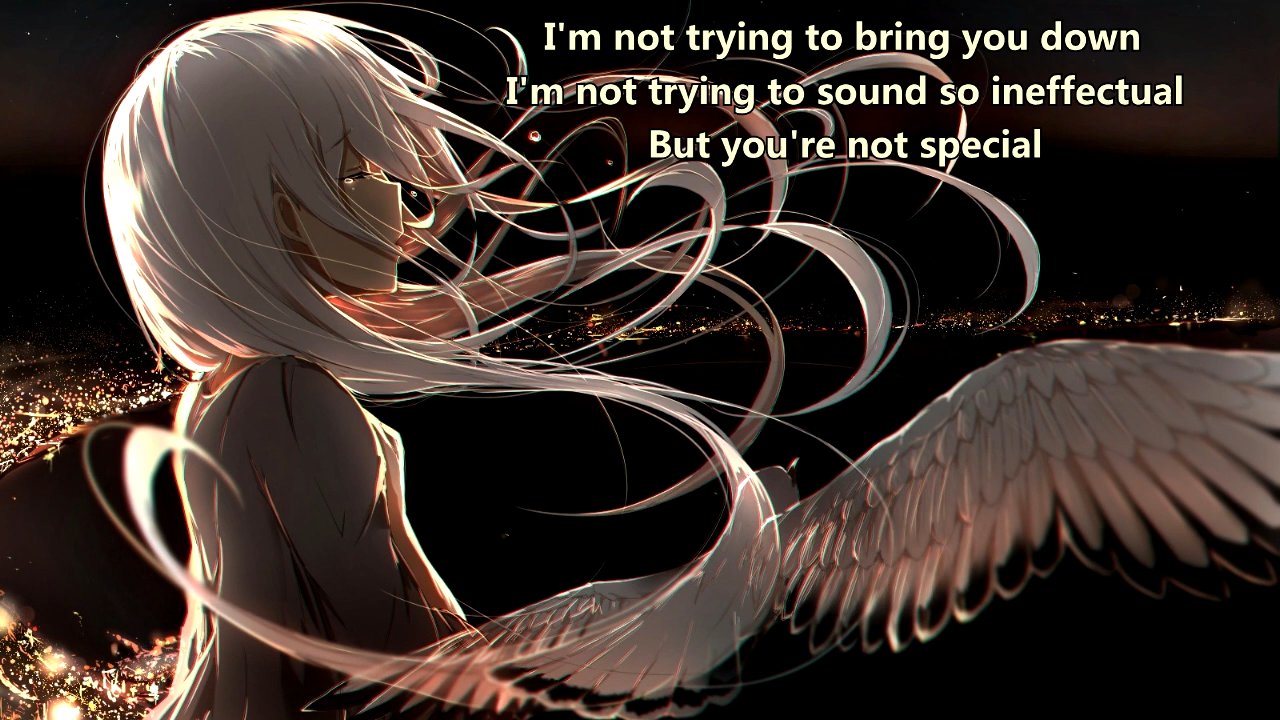 I'm not trying to bring you down
I'm not trying to sound so ineffectual
But you're not special